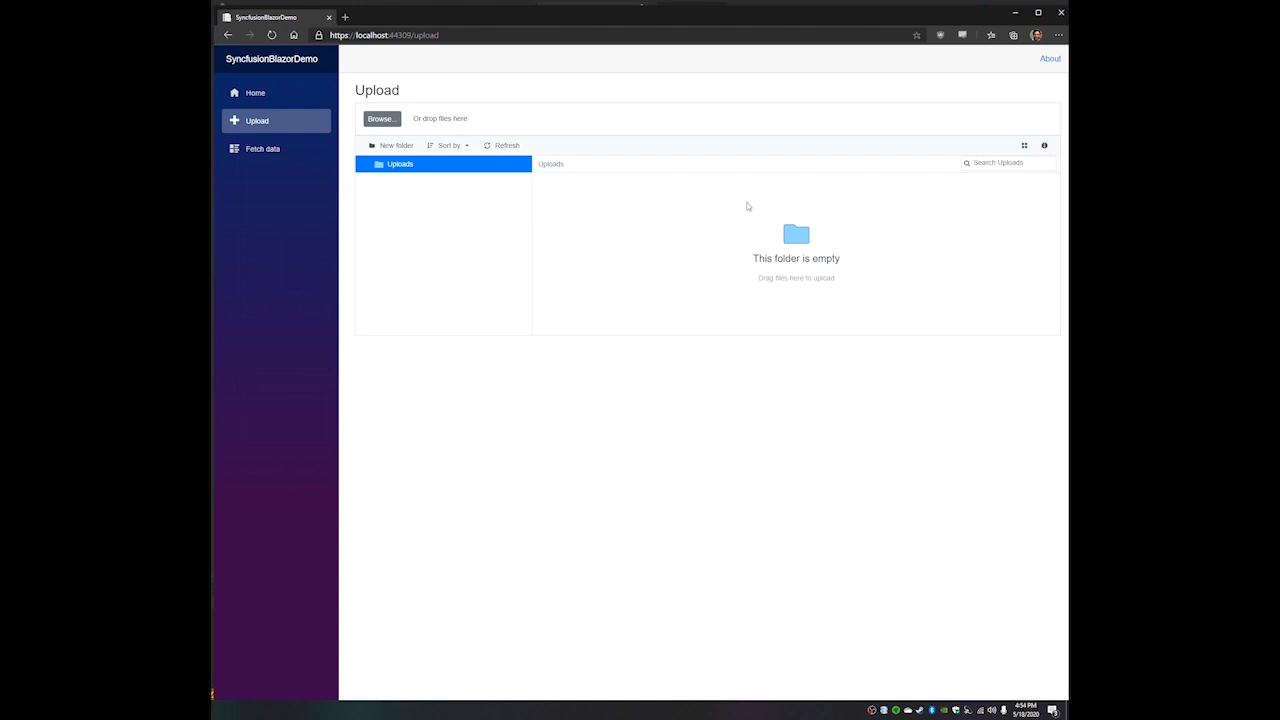 SyncfusionBlazorDemo
https://localhost:44309/upload
SyncfusionBlazorDemo
About
Home
Upload
Fetch data
Upload
Browse... Or drop files here
New folder Sort by Refresh
Uploads
Uploads
Search Uploads
This folder is empty
Drag files here to upload
4:54 PM
5/18/2020
3